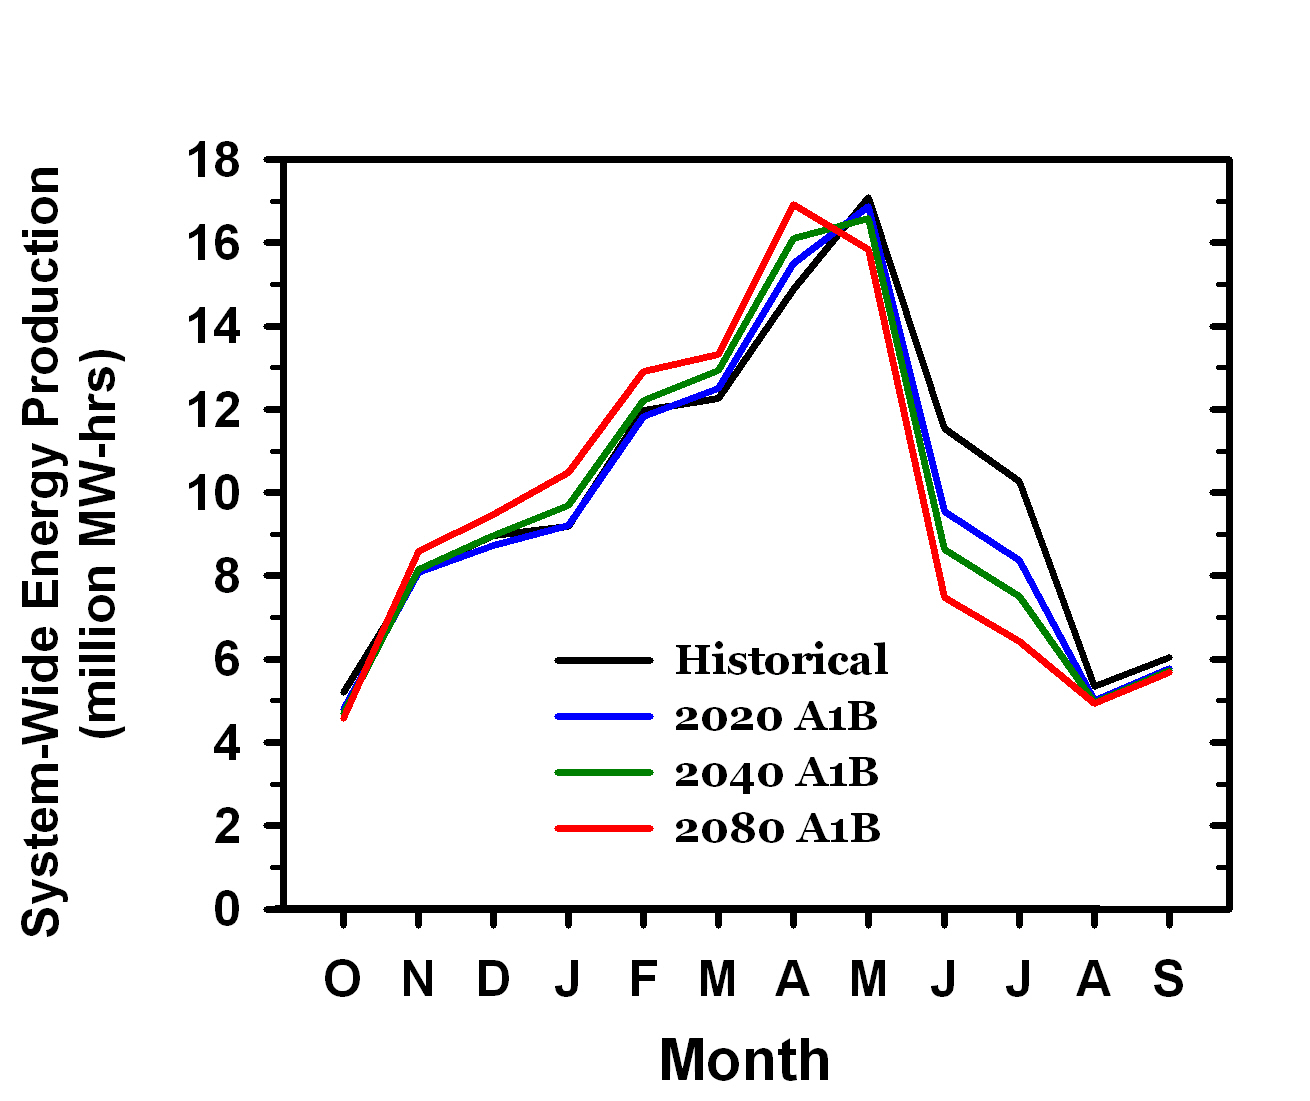 System-Wide Energy Production
(million MW-hrs)
18
16
14
12
10
8
6
4
2
0
Historical
2020 A1B
2040 A1B
2080 A1B
O N D J F M A M J J A S
Month